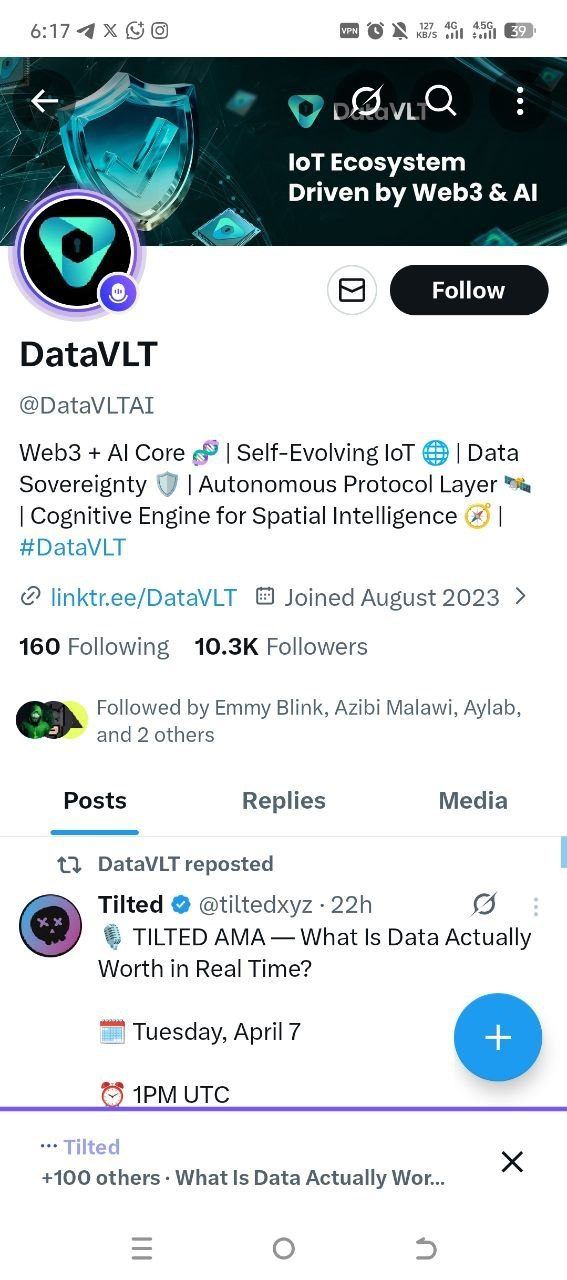 6:17
VPN
127 KB/S 4G 4.5G 39
DataVLT
IoT Ecosystem
Driven by Web3 & AI
Follow
DataVLT
@DataVLTAI
Web3 + AI Core 🧬 | Self-Evolving IoT 🌐 | Data
Sovereignty 🛡️ | Autonomous Protocol Layer 🛰️
| Cognitive Engine for Spatial Intelligence 🧭 |
#DataVLT
linktr.ee/DataVLT Joined August 2023
160 Following 10.3K Followers
Followed by Emmy Blink, Azibi Malawi, Aylab,
and 2 others
Posts Replies Media
DataVLT reposted
Tilted @tiltedxyz · 22h
🎙️ TILTED AMA — What Is Data Actually
Worth in Real Time?
🗓️ Tuesday, April 7
⏰ 1PM UTC
Tilted
+100 others · What Is Data Actually Wor...